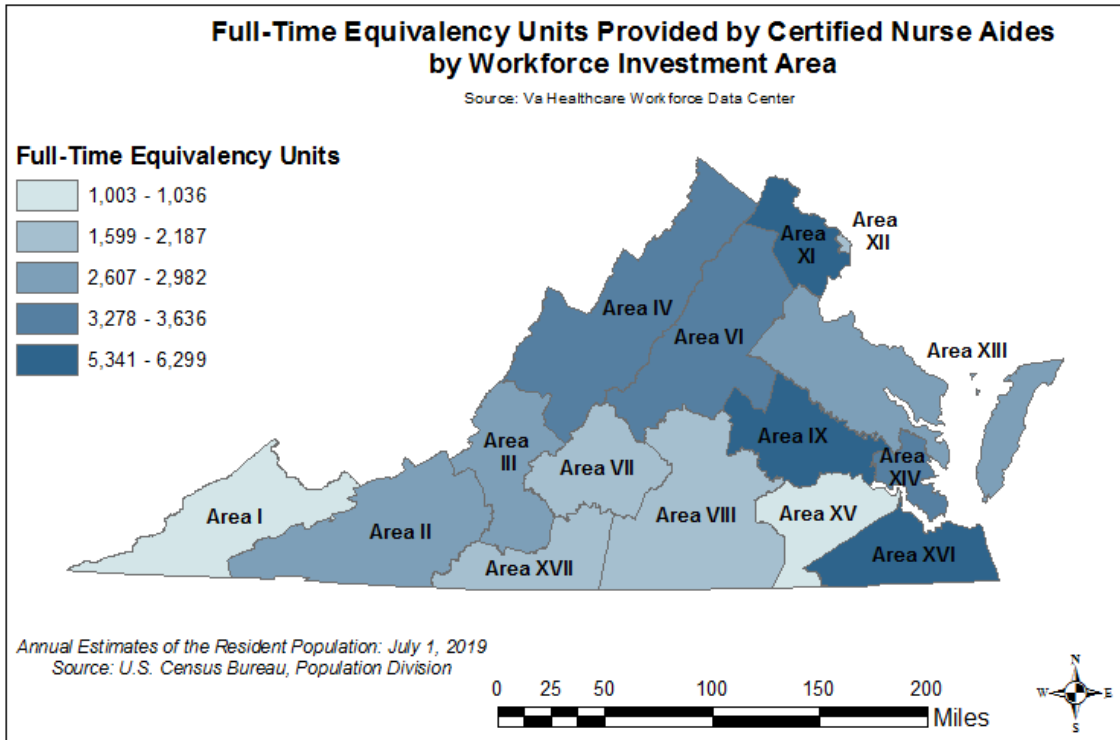 Full-Time Equivalency Units Provided by Certified Nurse Aides
by Workforce Investment Area
Source: Va Healthcare Workforce Data Center
Full-Time Equivalency Units
1,003 - 1,036
1,599 - 2,187
2,607 - 2,982
3,278 - 3,636
5,341 - 6,299
Area
XII
Area
XI
Area IV
Area VI
Area XIII
Area
III
Area IX
Area VII
Area
XIV
Area I
Area VIII
Area XV
Area II
Area XVI
Area XVII
Annual Estimates of the Resident Population: July 1, 2019
Source: U.S. Census Bureau, Population Division
0 25 50 100 150 200
Miles
N
W E
S